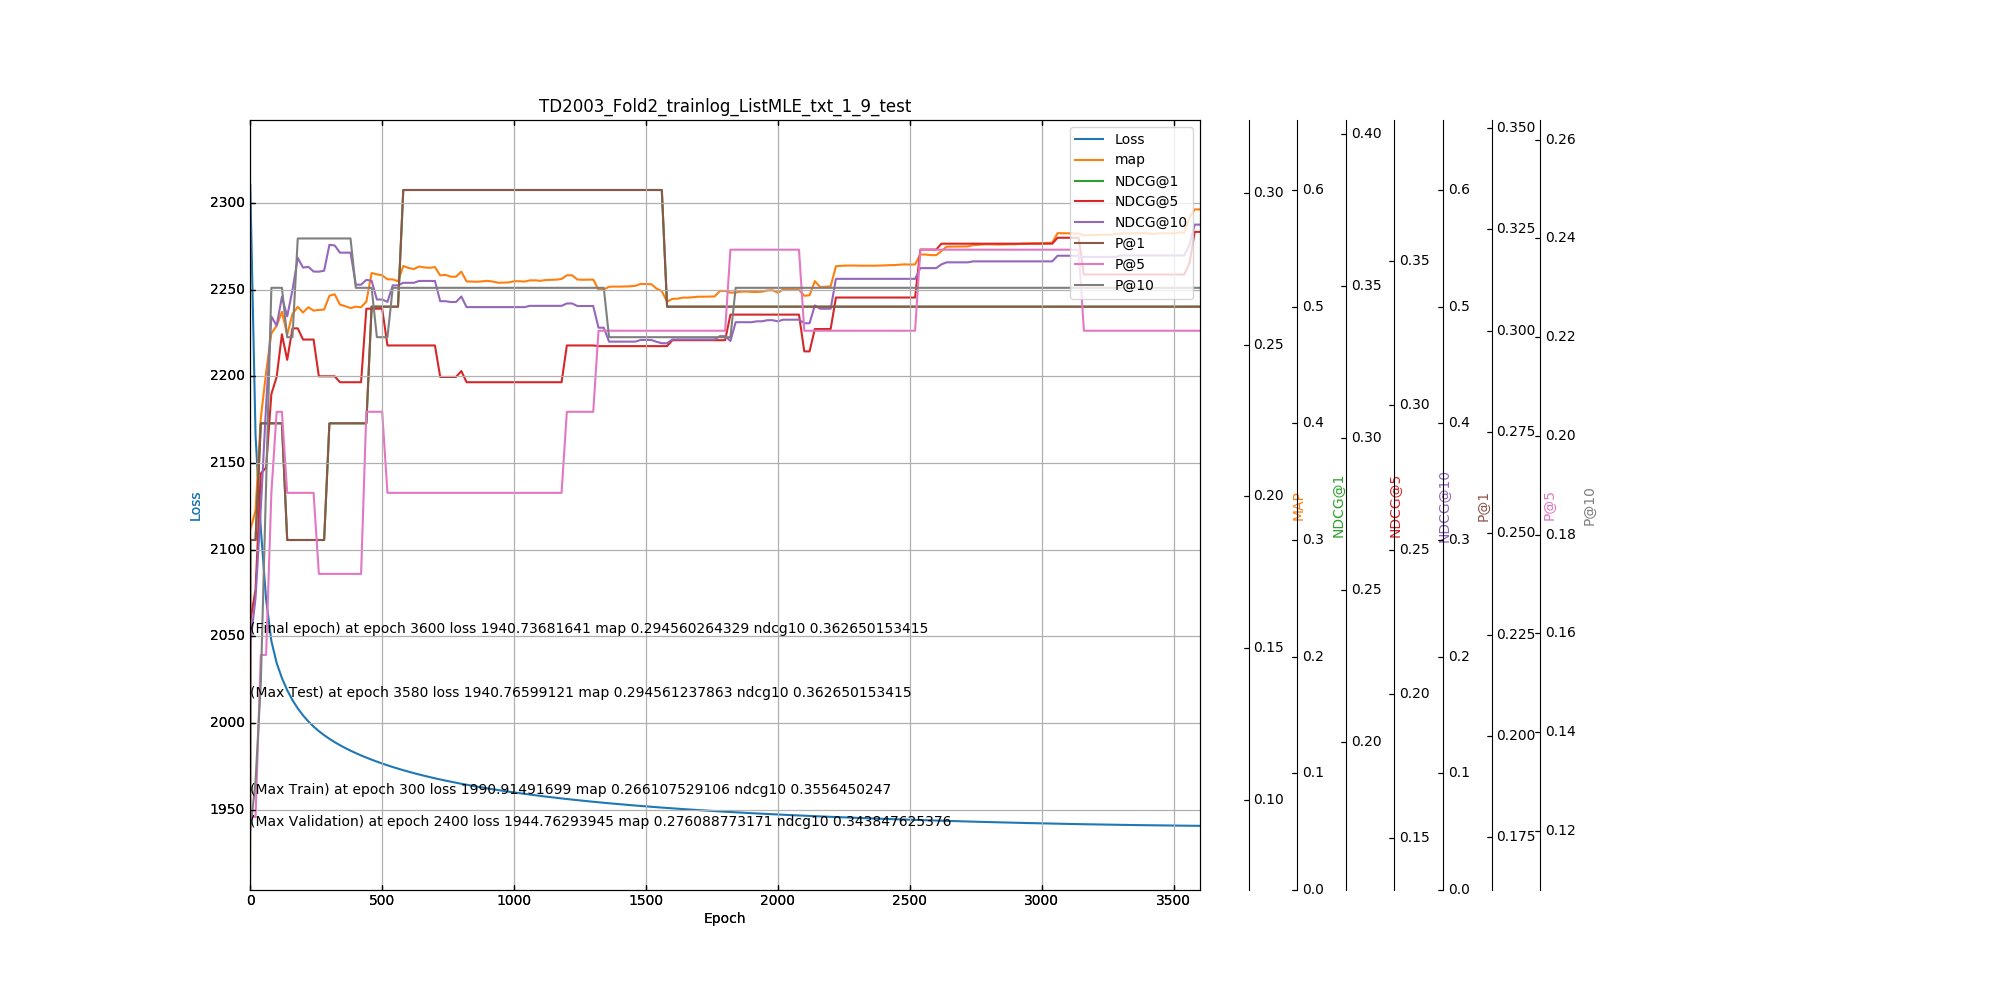 TD2003_Fold2_trainlog_ListMLE_txt_1_9_test
Loss
map
NDCG@1
NDCG@5
NDCG@10
P@1
P@5
P@10
2300
2250
2200
2150
2100
2050
2000
1950
Loss
(Final epoch) at epoch 3600 loss 1940.73681641 map 0.294560264329 ndcg10 0.362650153415
(Max Test) at epoch 3580 loss 1940.76599121 map 0.294561237863 ndcg10 0.362650153415
(Max Train) at epoch 300 loss 1990.91491699 map 0.266107529106 ndcg10 0.3556450247
(Max Validation) at epoch 2400 loss 1944.76293945 map 0.276088773171 ndcg10 0.343847625376
0 500 1000 1500 2000 2500 3000 3500
Epoch
0.30
0.25
0.20
0.15
0.10
MAP
0.6
0.5
0.4
0.3
0.2
0.1
0.0
NDCG@1
0.40
0.35
0.30
0.25
0.20
NDCG@5
0.35
0.30
0.25
0.20
0.15
NDCG@10
0.6
0.5
0.4
0.3
0.2
0.1
0.0
P@1
0.350
0.325
0.300
0.275
0.250
0.225
0.200
0.175
P@5
0.26
0.24
0.22
0.20
0.18
0.16
0.14
0.12
P@10